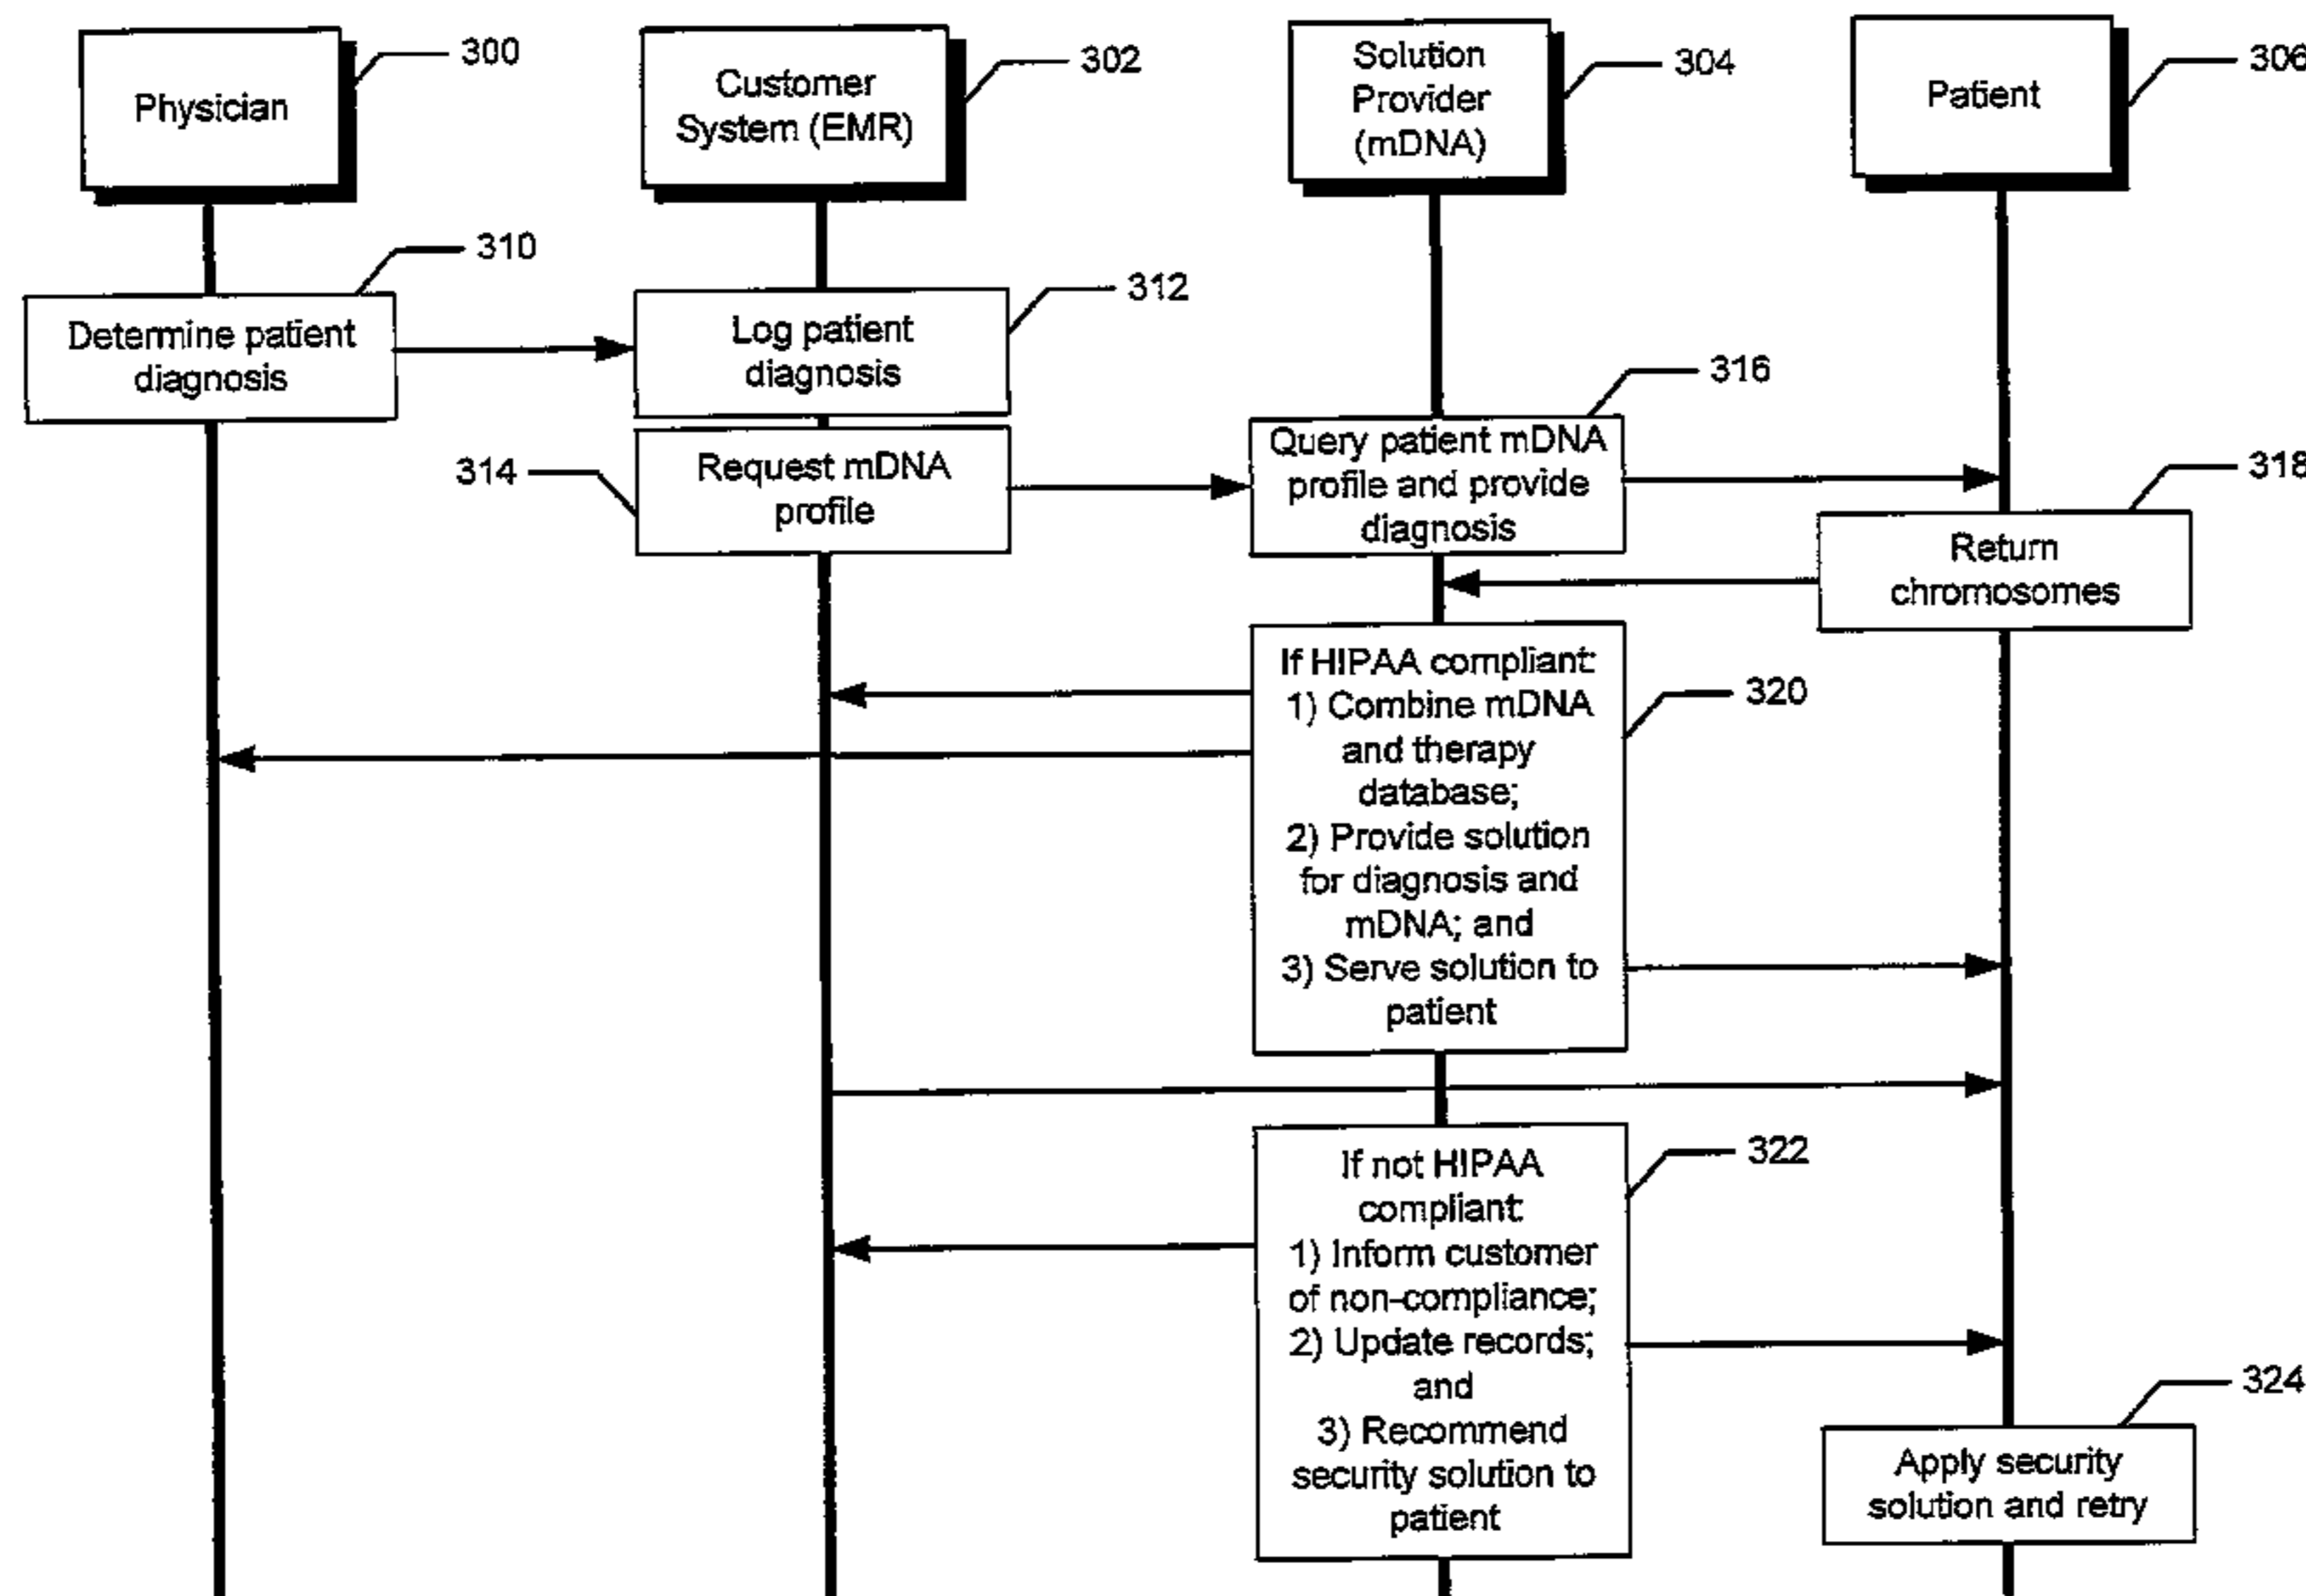 Physician
300
Customer
System (EMR)
302
Solution
Provider
(mDNA)
304
Patient
306
310
Determine patient
diagnosis
312
Log patient
diagnosis
314
Request mDNA
profile
316
Query patient mDNA
profile and provide
diagnosis
318
Return
chromosomes
320
If HIPAA compliant:
1) Combine mDNA
and therapy
database;
2) Provide solution
for diagnosis and
mDNA; and
3) Serve solution to
patient
322
If not HIPAA
compliant:
1) Inform customer
of non-compliance;
2) Update records;
and
3) Recommend
security solution to
patient
324
Apply security
solution and retry